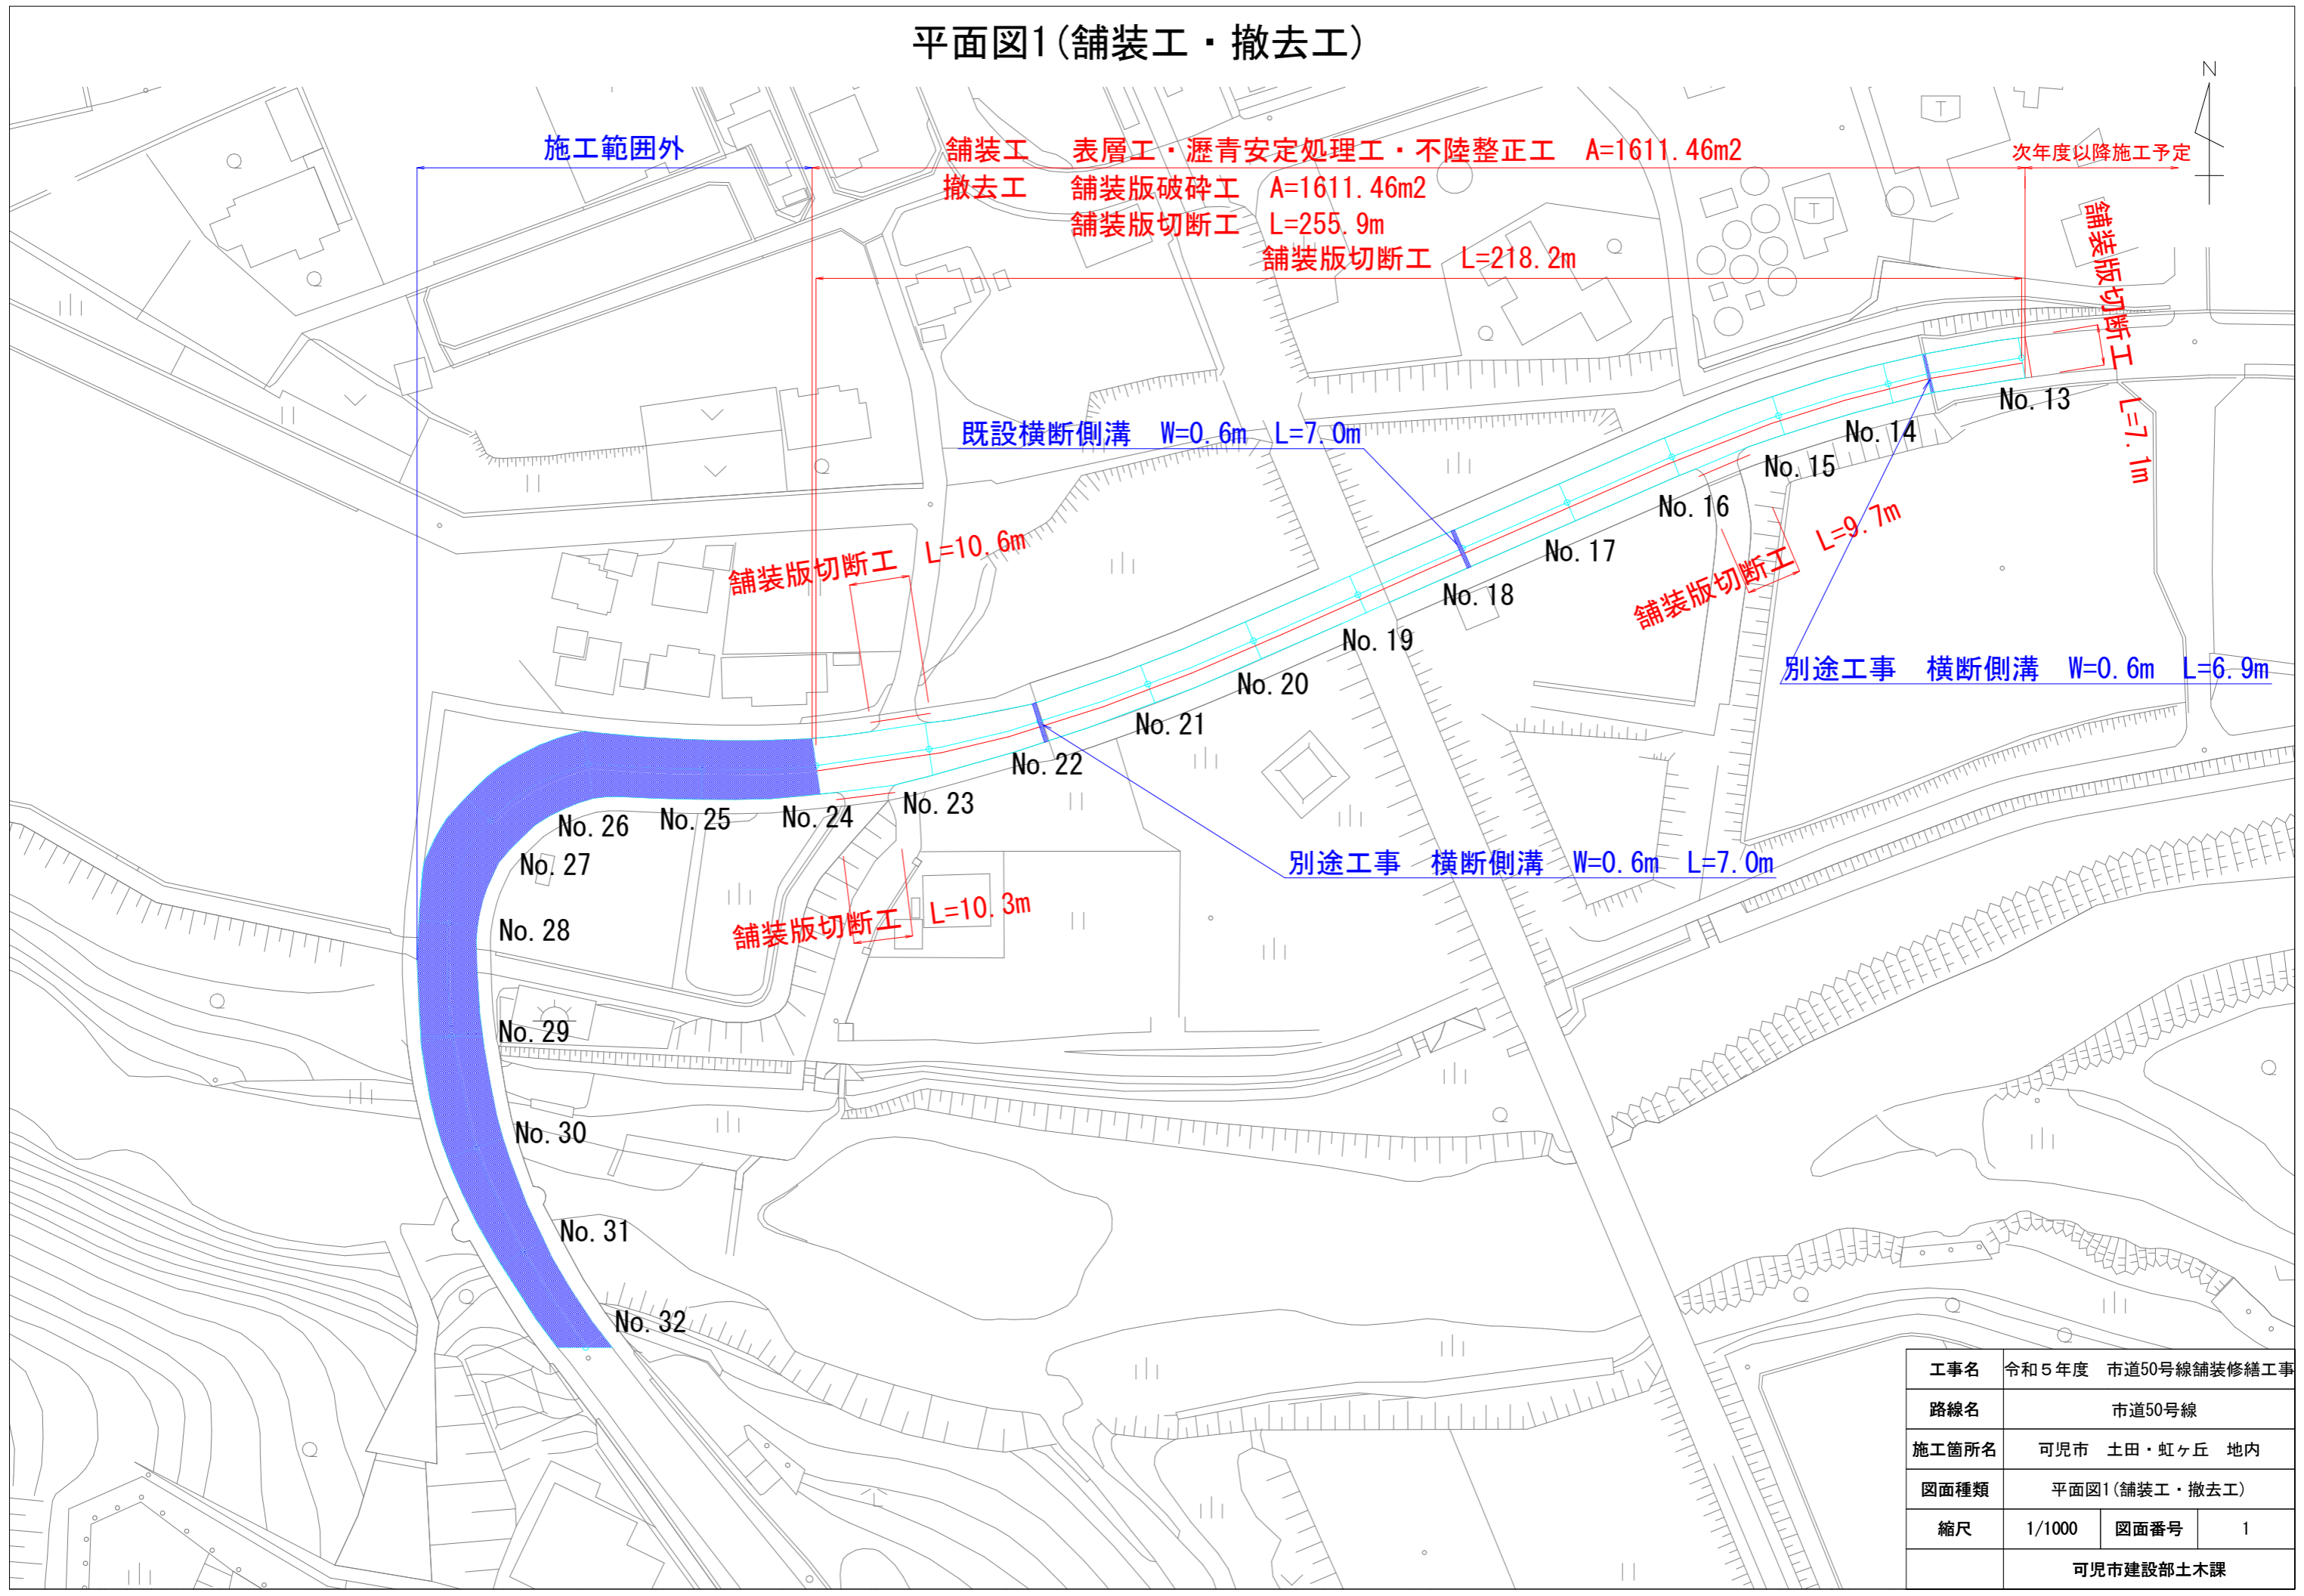 平面図1(舗装工・撤去工)
N
施工範囲外
舗装工　表層工・瀝青安定処理工・不陸整正工　A=1611.46m2
次年度以降施工予定
撤去工　舗装版破砕工　A=1611.46m2
舗装版切断工　L=255.9m
舗装版切断工　L=218.2m
舗装版切断工　L=7.1m
No.13
No.14
既設横断側溝　W=0.6m　L=7.0m
No.15
No.16
舗装版切断工　L=9.7m
No.17
舗装版切断工　L=10.6m
No.18
No.19
別途工事　横断側溝　W=0.6m　L=6.9m
No.20
No.21
No.22
No.23
No.24
No.25
No.26
No.27
別途工事　横断側溝　W=0.6m　L=7.0m
舗装版切断工　L=10.3m
No.28
No.29
No.30
No.31
No.32
工事名　令和５年度　市道50号線舗装修繕工事
路線名　市道50号線
施工箇所名　可児市　土田・虹ヶ丘　地内
図面種類　平面図1(舗装工・撤去工)
縮尺　1/1000　図面番号　1
可児市建設部土木課